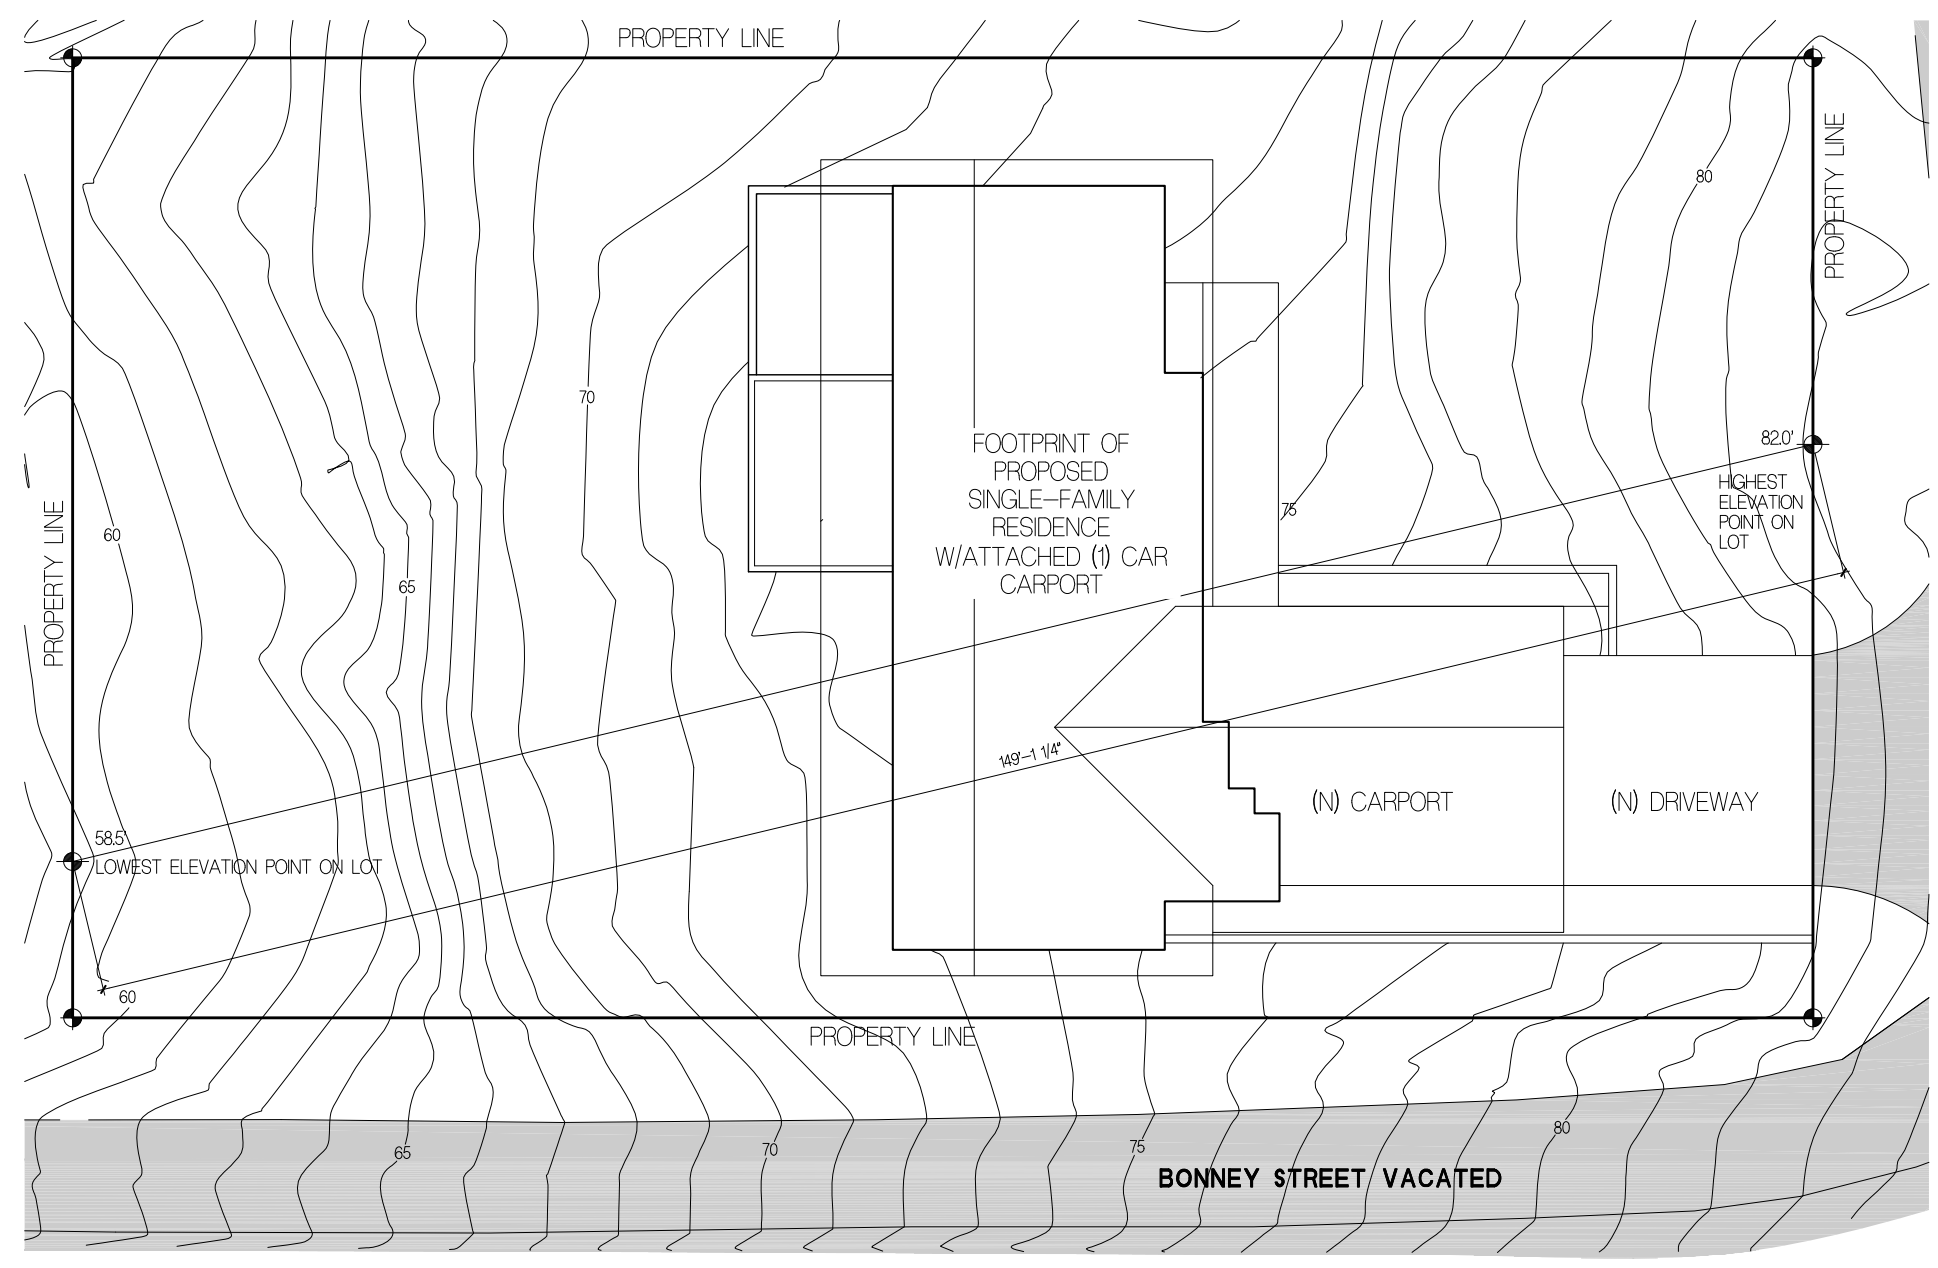 PROPERTY LINE
PROPERTY LINE
80
70
82.0'
HIGHEST
ELEVATION
POINT ON
LOT
FOOTPRINT OF
PROPOSED
SINGLE–FAMILY
RESIDENCE
W/ATTACHED (1) CAR
CARPORT
75
60
PROPERTY LINE
65
149'–1 1/4"
(N) CARPORT
(N) DRIVEWAY
58.5'
LOWEST ELEVATION POINT ON LOT
60
PROPERTY LINE
80
75
70
65
BONNEY STREET VACATED